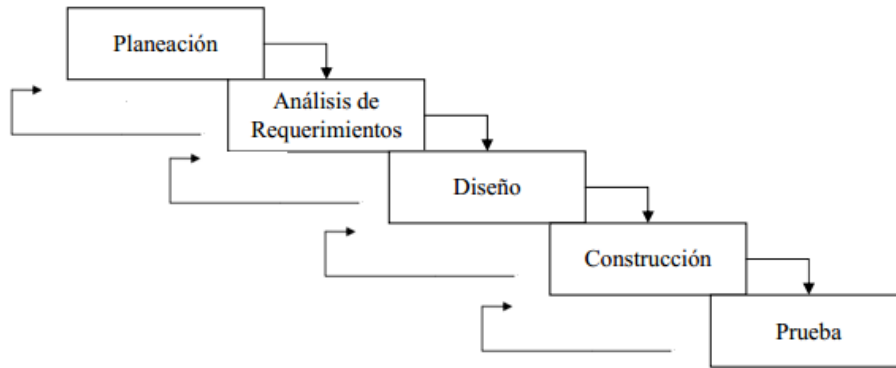 Planeación
Análisis de
Requerimientos
Diseño
Construcción
Prueba